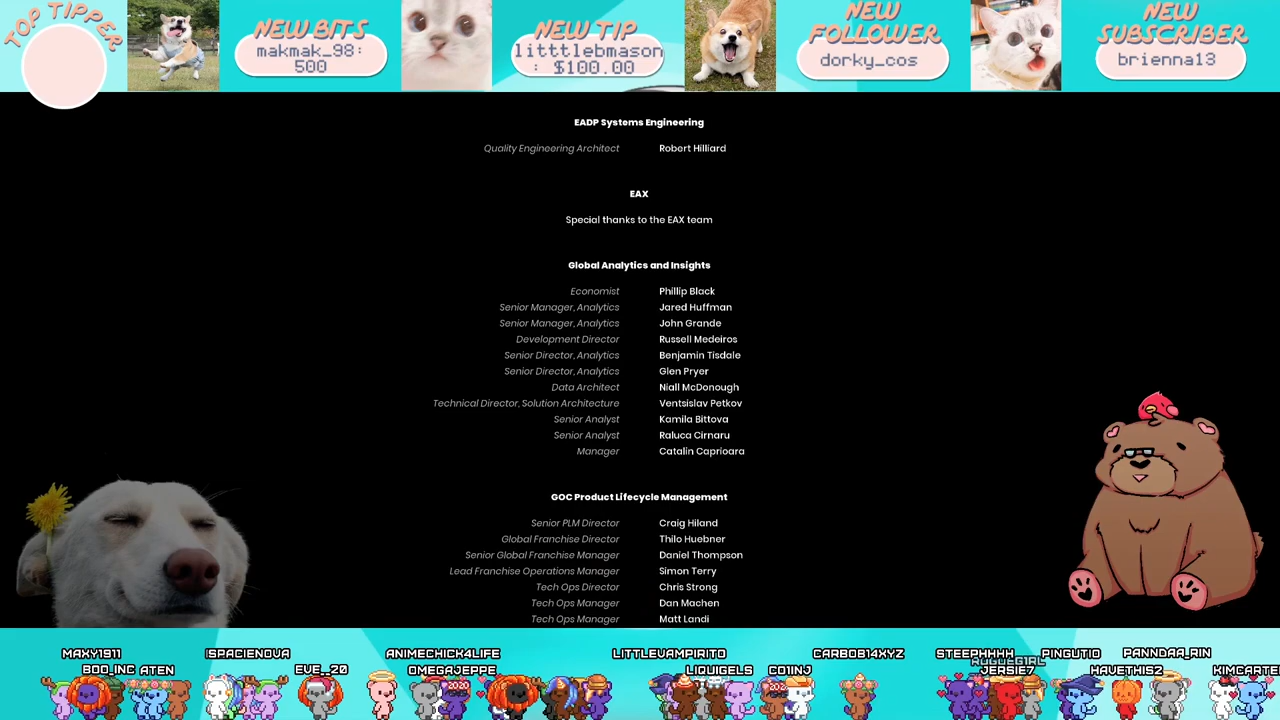 TOP TIPPER
NEW BITS
makmak_98:
500
NEW TIP
litttlebmason
: $100.00
NEW
FOLLOWER
dorky_cos
NEW
SUBSCRIBER
brienna13
EADP Systems Engineering
Quality Engineering Architect Robert Hilliard
EAX
Special thanks to the EAX team
Global Analytics and Insights
Economist Phillip Black
Senior Manager, Analytics Jared Huffman
Senior Manager, Analytics John Grande
Development Director Russell Medeiros
Senior Director, Analytics Benjamin Tisdale
Senior Director, Analytics Glen Pryer
Data Architect Niall McDonough
Technical Director, Solution Architecture Ventsislav Petkov
Senior Analyst Kamila Bittova
Senior Analyst Raluca Cirnaru
Manager Catalin Caprioara
GOC Product Lifecycle Management
Senior PLM Director Craig Hiland
Global Franchise Director Thilo Huebner
Senior Global Franchise Manager Daniel Thompson
Lead Franchise Operations Manager Simon Terry
Tech Ops Director Chris Strong
Tech Ops Manager Dan Machen
Tech Ops Manager Matt Landi
MAXY1911 ISPACENOVA ANIMECHICK4LIFE LITTLEVAMPIRITO CARBOB14XYZ STEEPHHHH PINGUTIO PANNDAA_RIN
BOO_INC ATEN EVE_20 OMEGAJEPPE LIQUIGELS CO1INJ JERSIE7 HAVETHIS2 KIMCARTE
2020